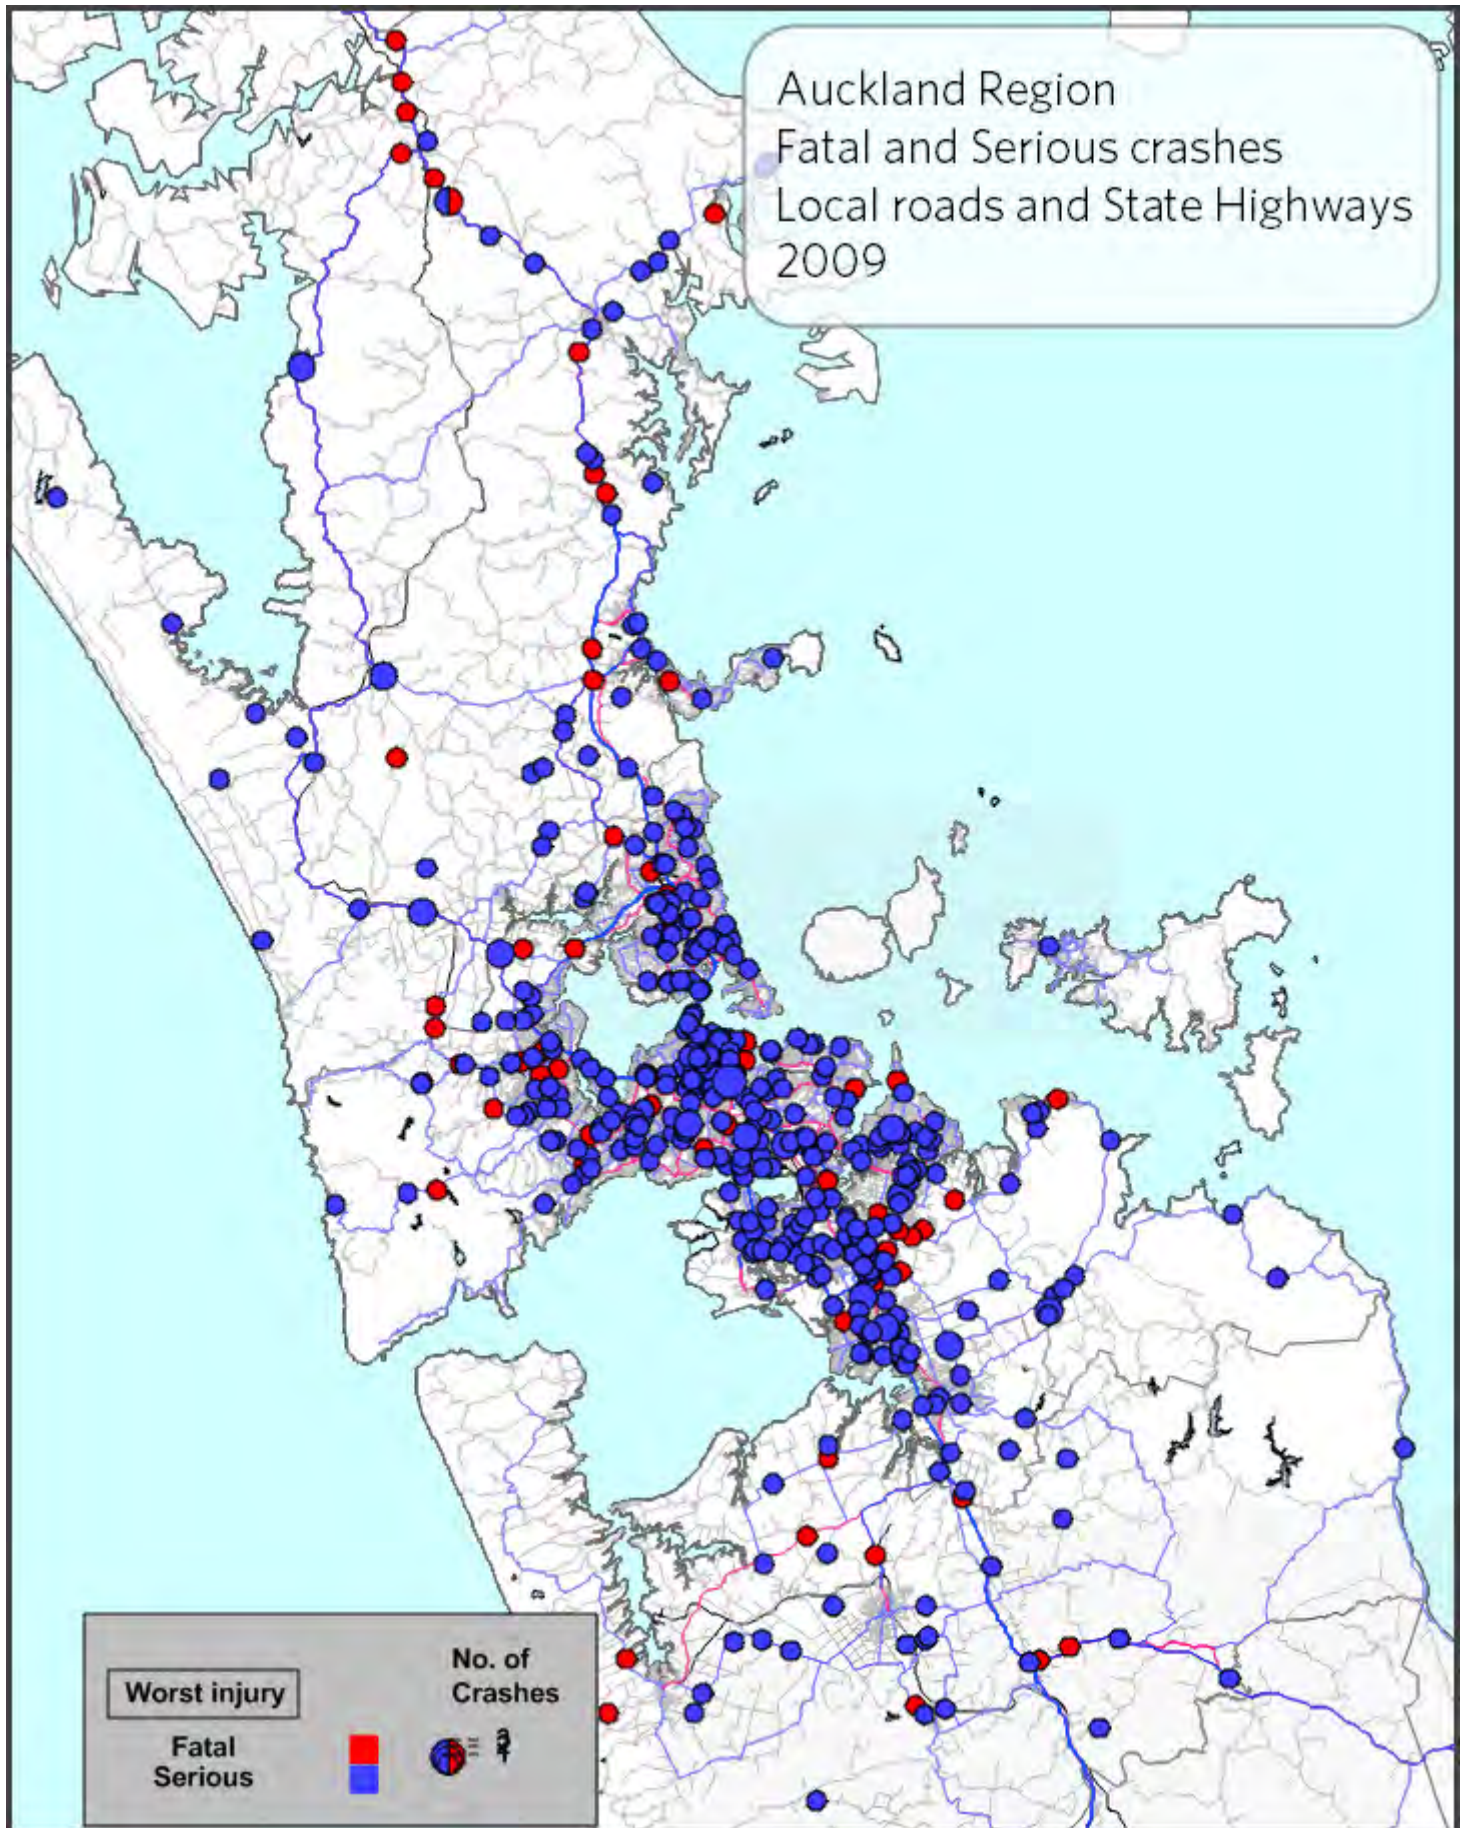 Auckland Region
Fatal and Serious crashes
Local roads and State Highways
2009
No. of
Crashes
Worst injury
Fatal
Serious